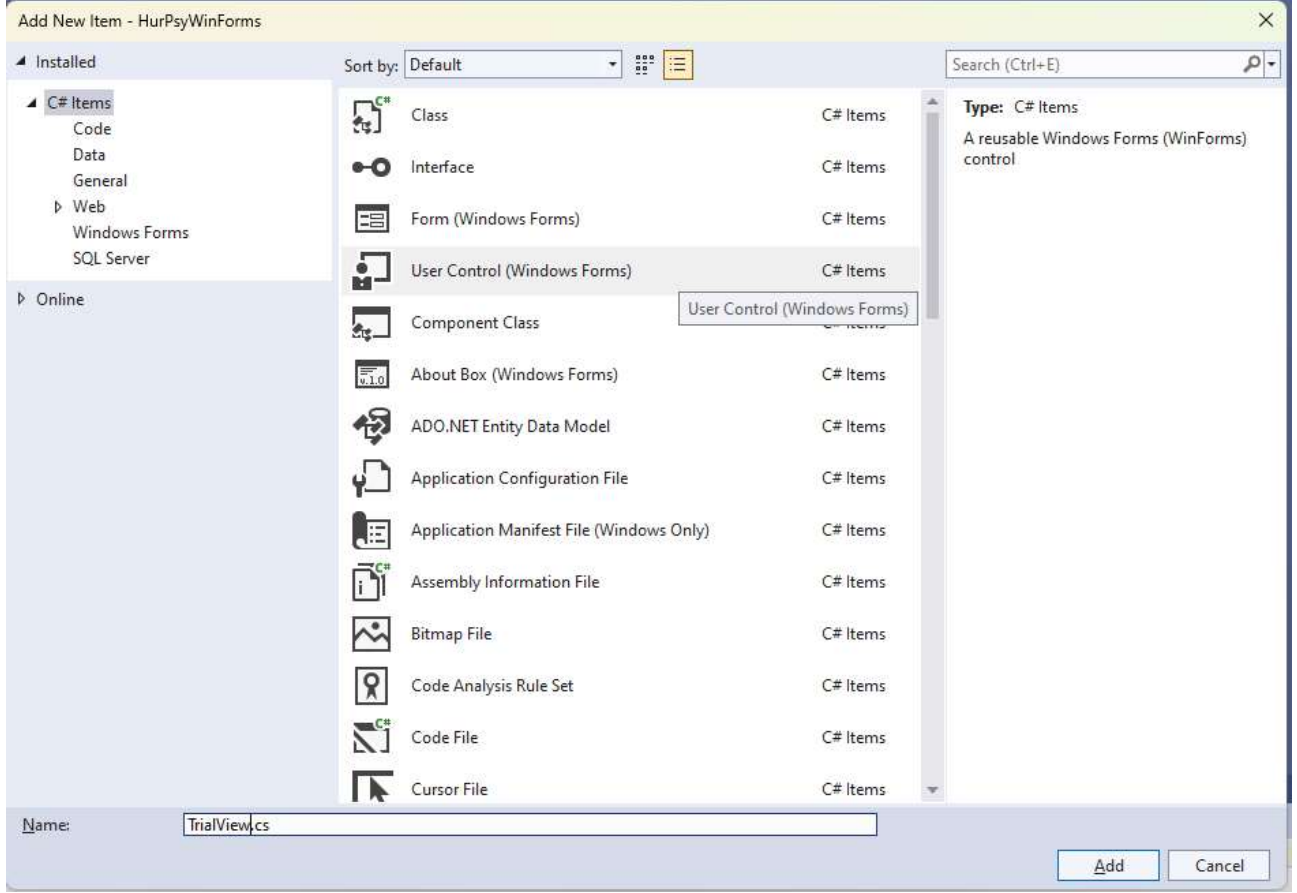 Add New Item - HurPsyWinForms
Installed
C# Items
Code
Data
General
Web
Windows Forms
SQL Server
Online
Sort by: Default
Search (Ctrl+E)
Class C# Items
Interface C# Items
Form (Windows Forms) C# Items
User Control (Windows Forms) C# Items
User Control (Windows Forms)
Component Class C# Items
About Box (Windows Forms) C# Items
ADO.NET Entity Data Model C# Items
Application Configuration File C# Items
Application Manifest File (Windows Only) C# Items
Assembly Information File C# Items
Bitmap File C# Items
Code Analysis Rule Set C# Items
Code File C# Items
Cursor File C# Items
Type: C# Items
A reusable Windows Forms (WinForms)
control
Name: TrialView.cs
Add Cancel